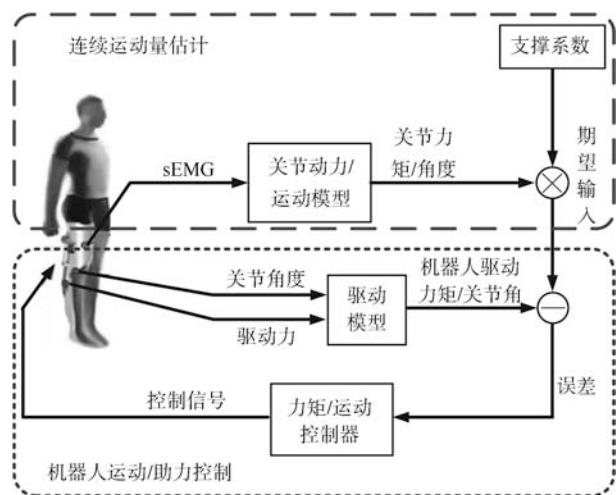 连续运动量估计
支撑系数
sEMG
关节动力/
运动模型
关节力
矩/角度
期望输入
关节角度
驱动力
驱动
模型
机器人驱动
力矩/关节角
误差
控制信号
力矩/运动
控制器
机器人运动/助力控制